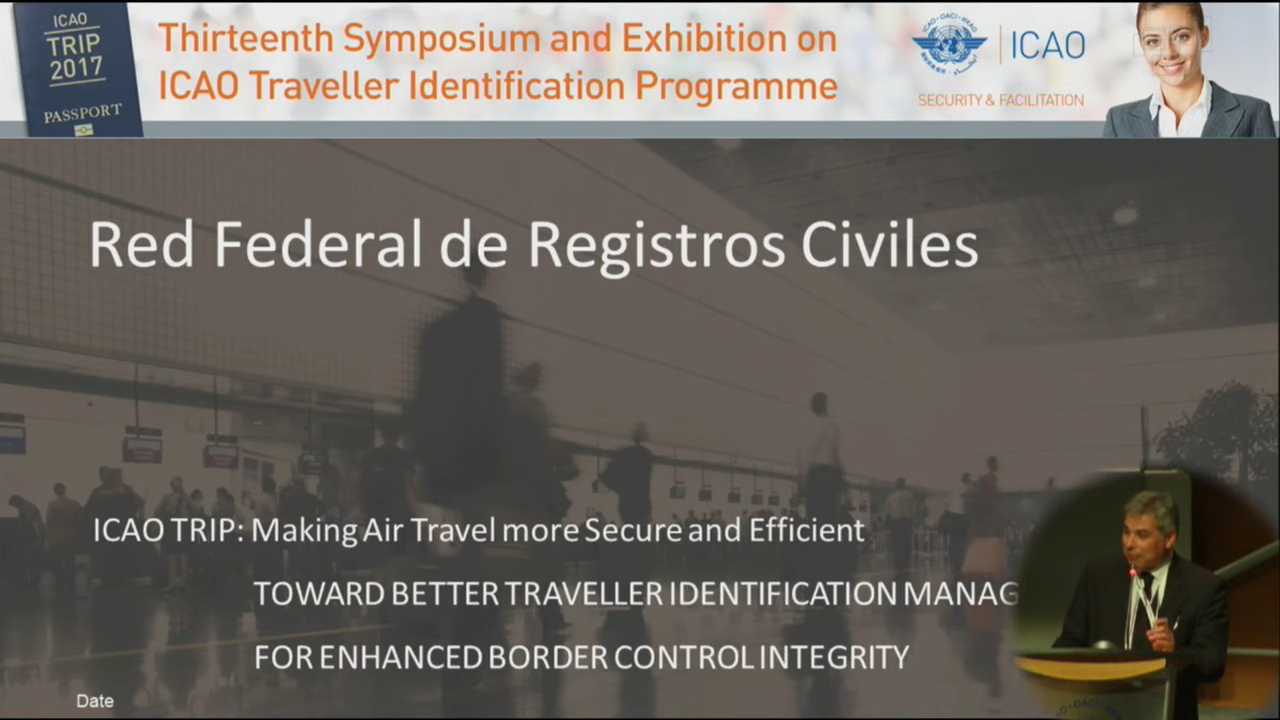 ICAO
TRIP
2017
PASSPORT
Thirteenth Symposium and Exhibition on
ICAO Traveller Identification Programme
ICAO
SECURITY & FACILITATION
Red Federal de Registros Civiles
ICAO TRIP: Making Air Travel more Secure and Efficient
TOWARD BETTER TRAVELLER IDENTIFICATION MANAG
FOR ENHANCED BORDER CONTROL INTEGRITY
Date